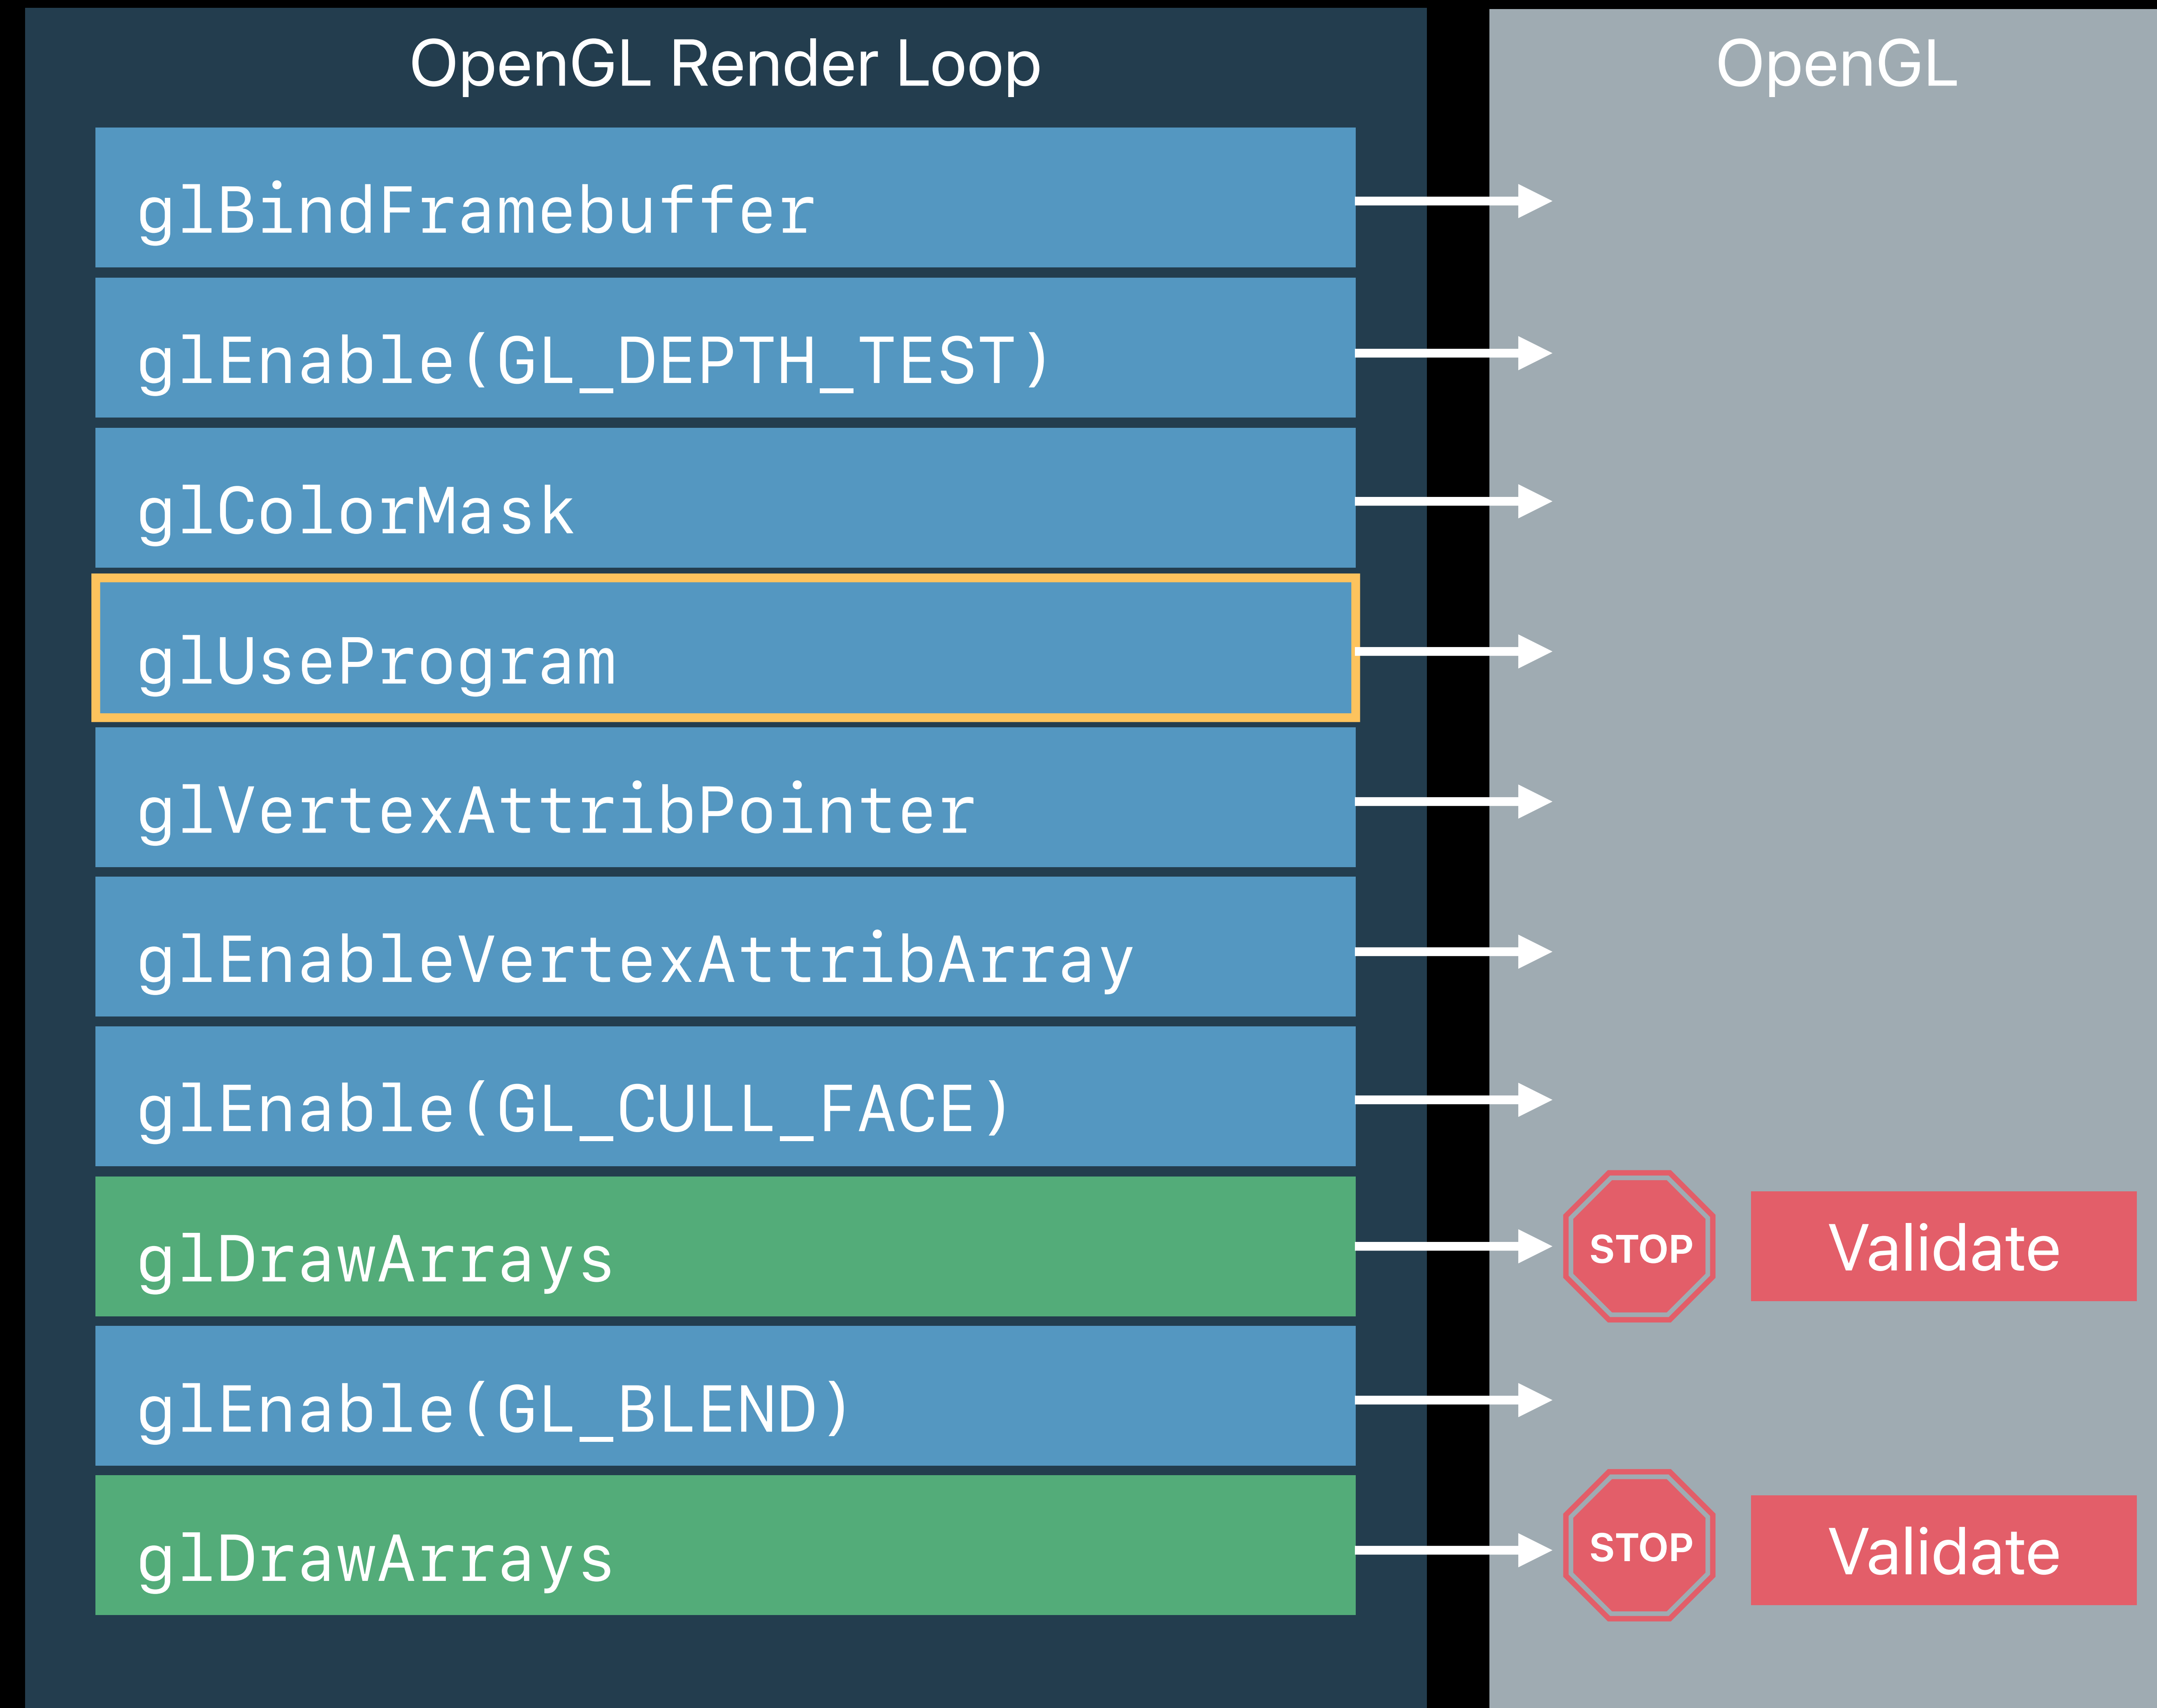 OpenGL Render Loop
OpenGL
glBindFramebuffer
glEnable(GL_DEPTH_TEST)
glColorMask
glUseProgram
glVertexAttribPointer
glEnableVertexAttribArray
glEnable(GL_CULL_FACE)
glDrawArrays
STOP
Validate
glEnable(GL_BLEND)
glDrawArrays
STOP
Validate